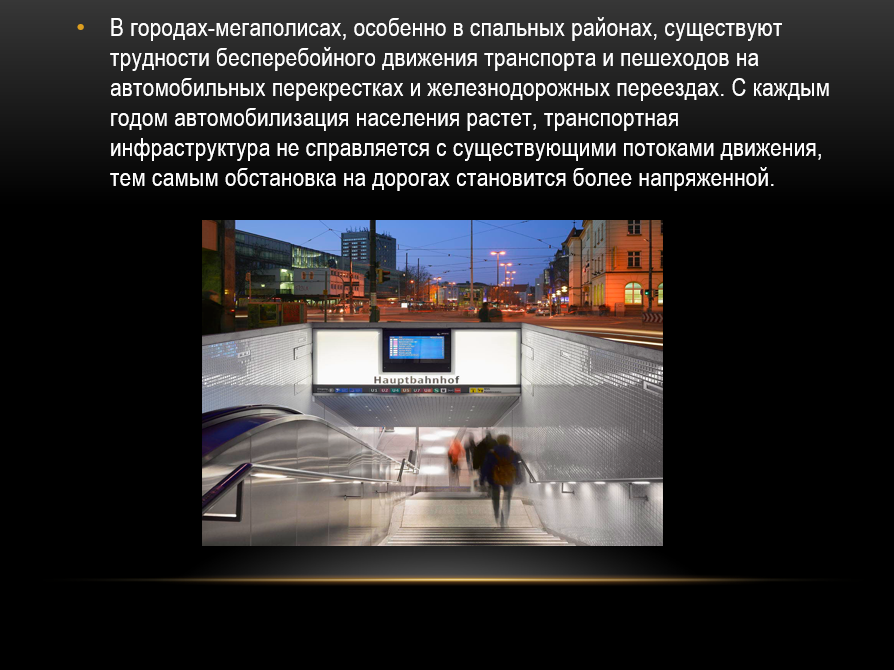 • В городах-мегаполисах, особенно в спальных районах, существуют
трудности бесперебойного движения транспорта и пешеходов на
автомобильных перекрестках и железнодорожных переездах. С каждым
годом автомобилизация населения растет, транспортная
инфраструктура не справляется с существующими потоками движения,
тем самым обстановка на дорогах становится более напряженной.
Hauptbahnhof